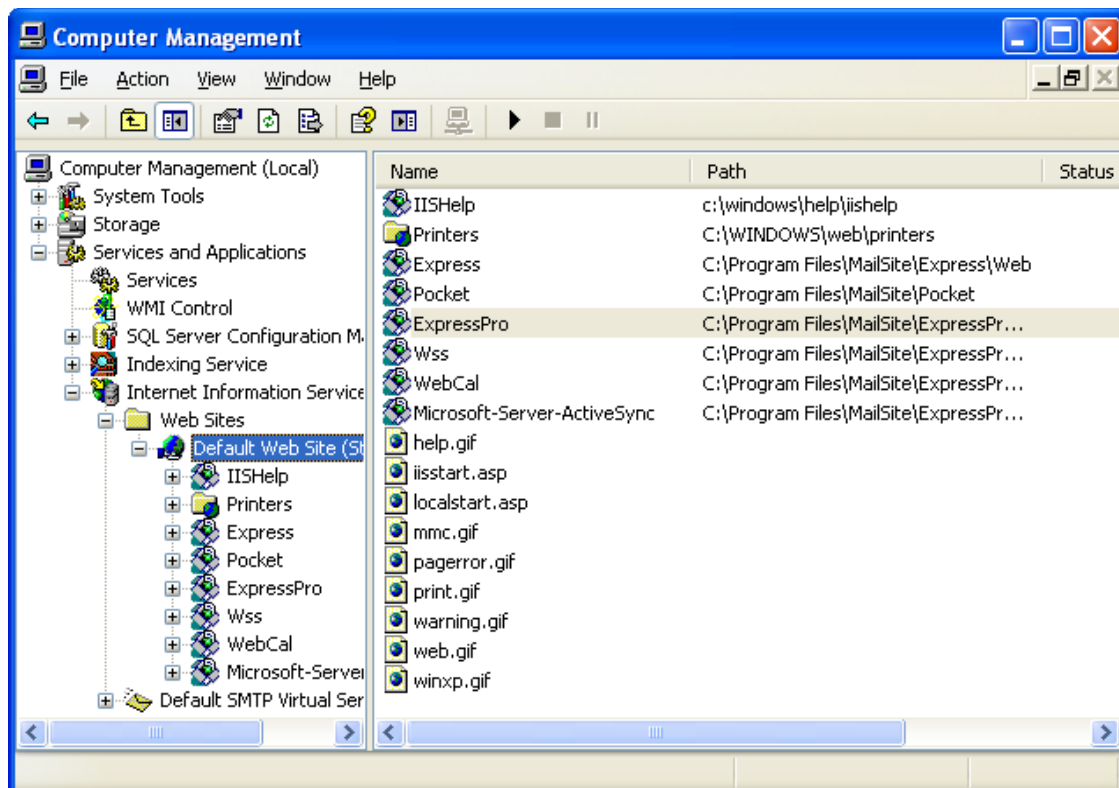 Computer Management
File Action View Window Help
Computer Management (Local)
System Tools
Storage
Services and Applications
Services
WMI Control
SQL Server Configuration M
Indexing Service
Internet Information Service
Web Sites
Default Web Site (St
IISHelp
Printers
Express
Pocket
ExpressPro
Wss
WebCal
Microsoft-Server
Default SMTP Virtual Ser
Name Path Status
IISHelp c:\windows\help\iishelp
Printers C:\WINDOWS\web\printers
Express C:\Program Files\MailSite\Express\Web
Pocket C:\Program Files\MailSite\Pocket
ExpressPro C:\Program Files\MailSite\ExpressPr...
Wss C:\Program Files\MailSite\ExpressPr...
WebCal C:\Program Files\MailSite\ExpressPr...
Microsoft-Server-ActiveSync C:\Program Files\MailSite\ExpressPr...
help.gif
iisstart.asp
localstart.asp
mmc.gif
pagerror.gif
print.gif
warning.gif
web.gif
winxp.gif